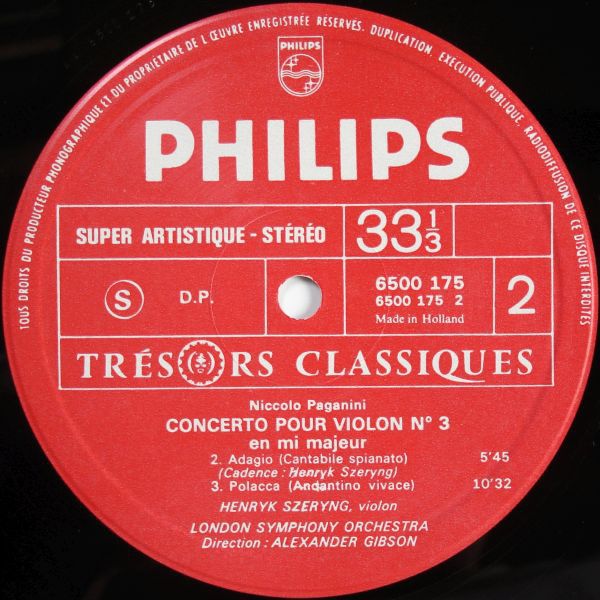 TOUS DROITS DU PRODUCTEUR PHONOGRAPHIQUE ET DU PROPRIÉTAIRE DE L'ŒUVRE ENREGISTRÉE RÉSERVÉS. DUPLICATION, EXÉCUTION PUBLIQUE, RADIODIFFUSION DE CE DISQUE INTERDITES
PHILIPS
PHILIPS
SUPER ARTISTIQUE - STÉRÉO 33 1/3
S D.P. 6500 175 2
6500 175 2
Made in Holland
TRÉSORS CLASSIQUES
Niccolo Paganini
CONCERTO POUR VIOLON N° 3
en mi majeur
2. Adagio (Cantabile spianato) 5'45
(Cadence : Henryk Szeryng)
3. Polacca (Andantino vivace) 10'32
HENRYK SZERYNG, violon
LONDON SYMPHONY ORCHESTRA
Direction : ALEXANDER GIBSON